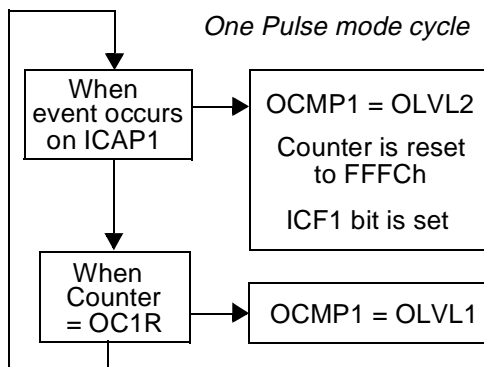 One Pulse mode cycle
When
event occurs
on ICAP1
OCMP1 = OLVL2
Counter is reset
to FFFCh
ICF1 bit is set
When
Counter
= OC1R
OCMP1 = OLVL1